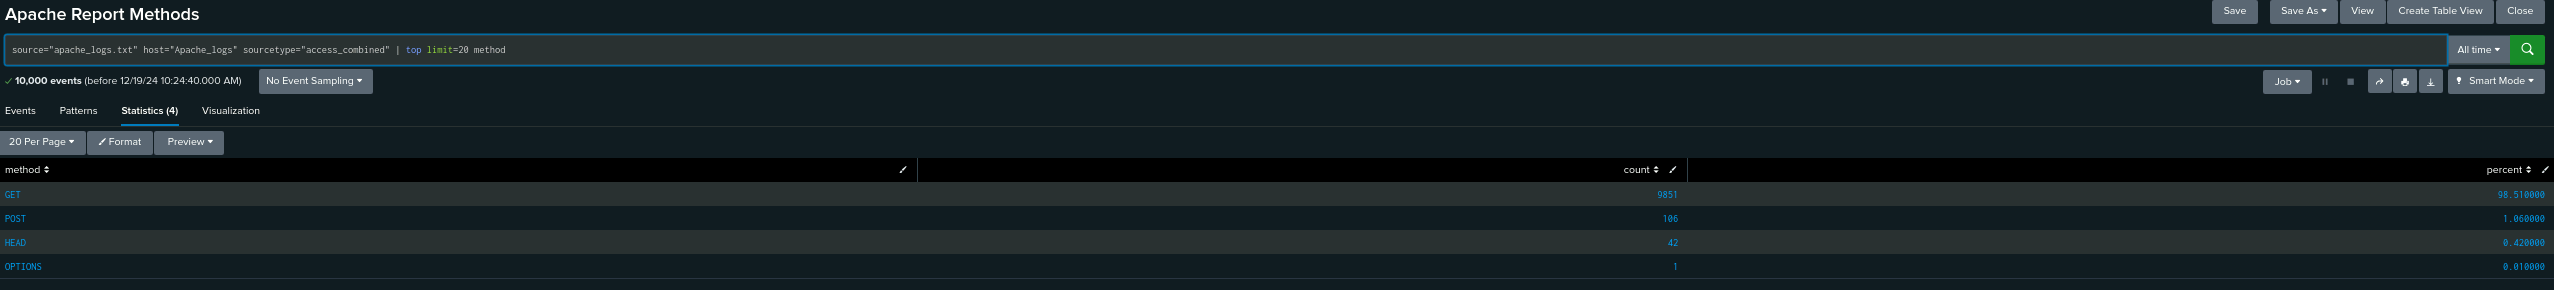 Apache Report Methods
Save Save As View Create Table View Close
source="apache_logs.txt" host="Apache_logs" sourcetype="access_combined" | top limit=20 method
All time
10,000 events (before 12/19/24 10:24:40.000 AM) No Event Sampling
Job Smart Mode
Events Patterns Statistics (4) Visualization
20 Per Page Format Preview
method count percent
GET 9851 98.510000
POST 106 1.060000
HEAD 42 0.420000
OPTIONS 1 0.010000